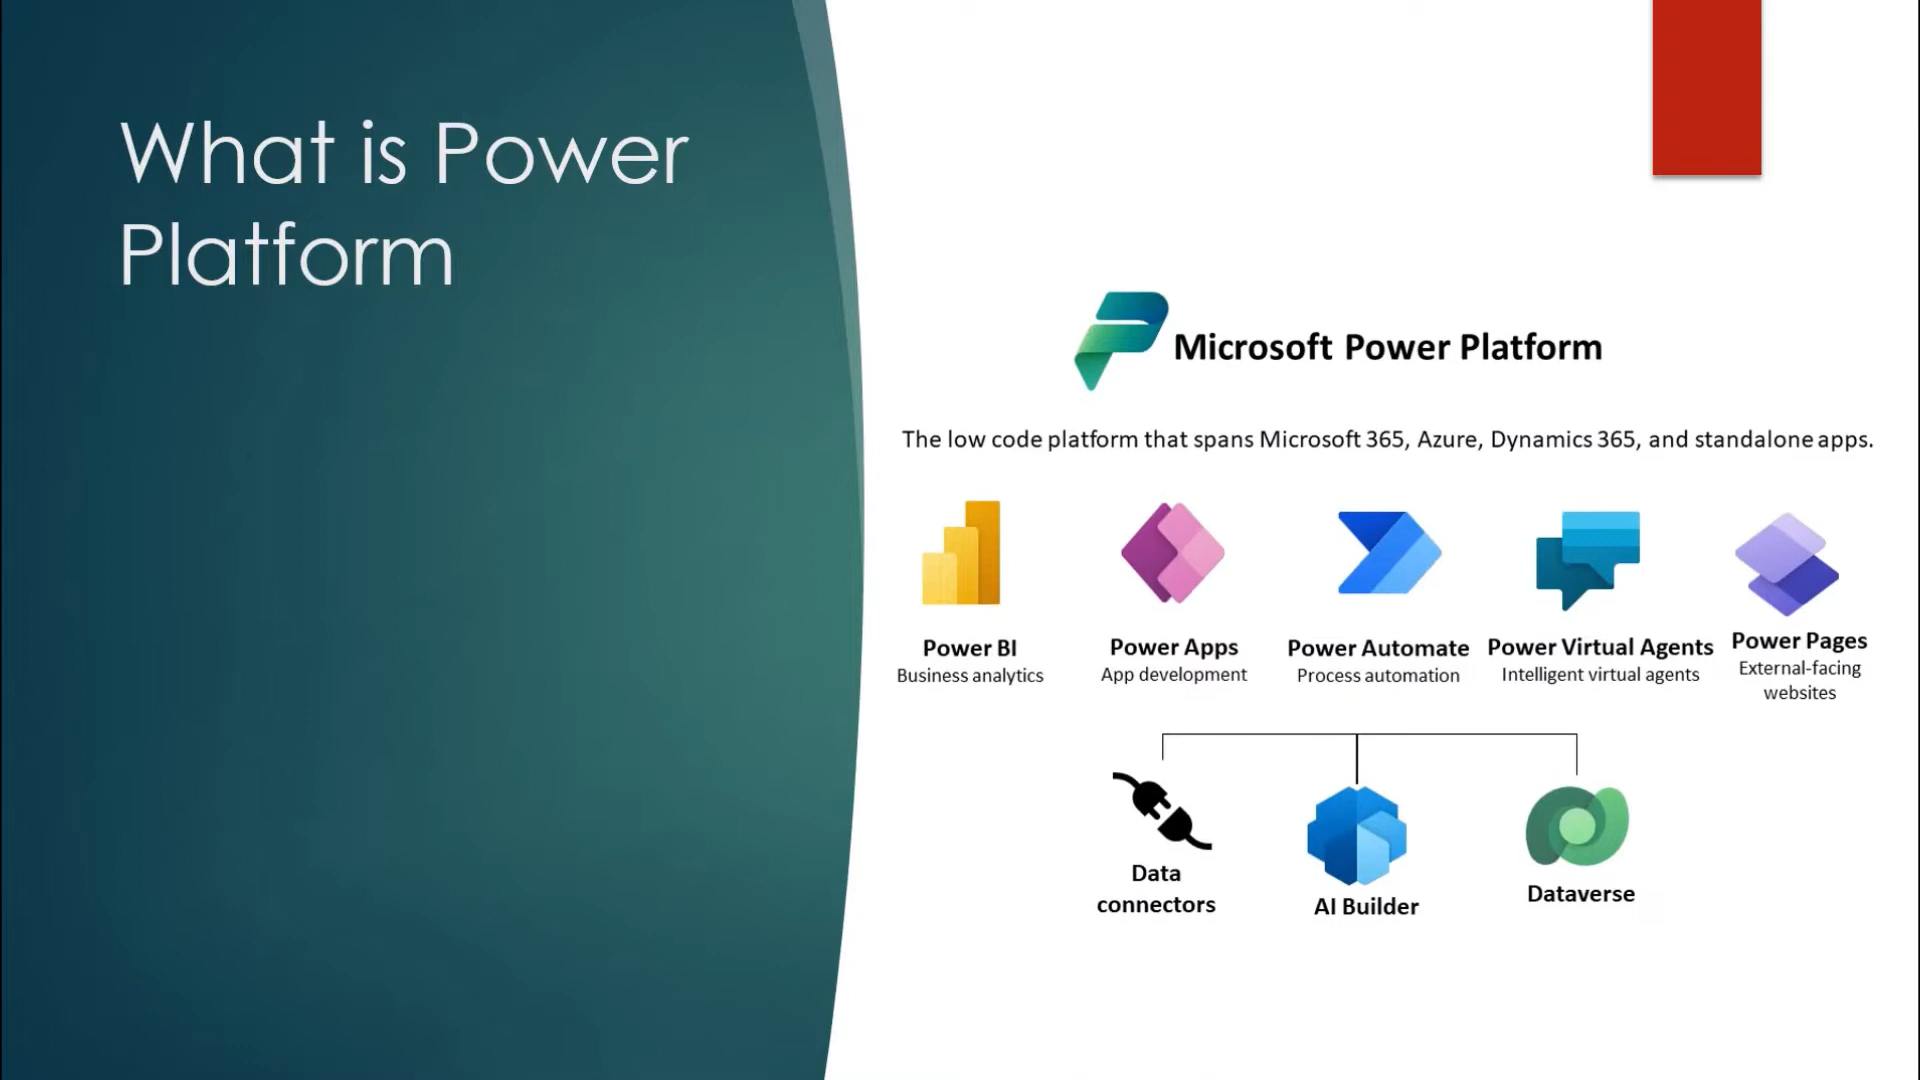 What is Power
Platform
Microsoft Power Platform
The low code platform that spans Microsoft 365, Azure, Dynamics 365, and standalone apps.
Power BI
Business analytics
Power Apps
App development
Power Automate
Process automation
Power Virtual Agents
Intelligent virtual agents
Power Pages
External-facing
websites
Data
connectors
AI Builder
Dataverse